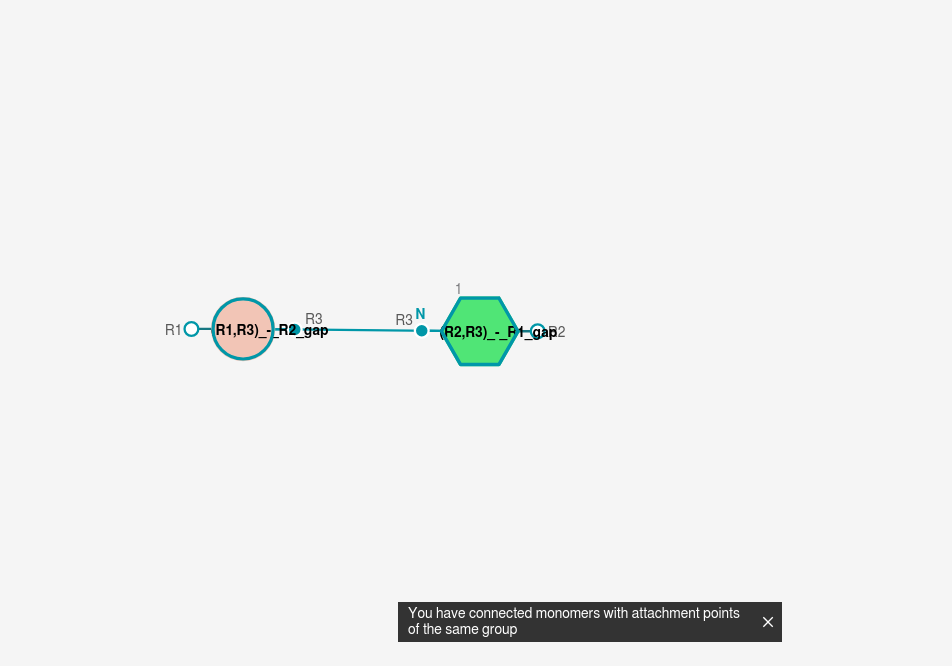 1
N
R3
R3
R1
R1,R3)_-_R2_gap
(R2,R3)_-_R1_gap
R2
You have connected monomers with attachment points
of the same group